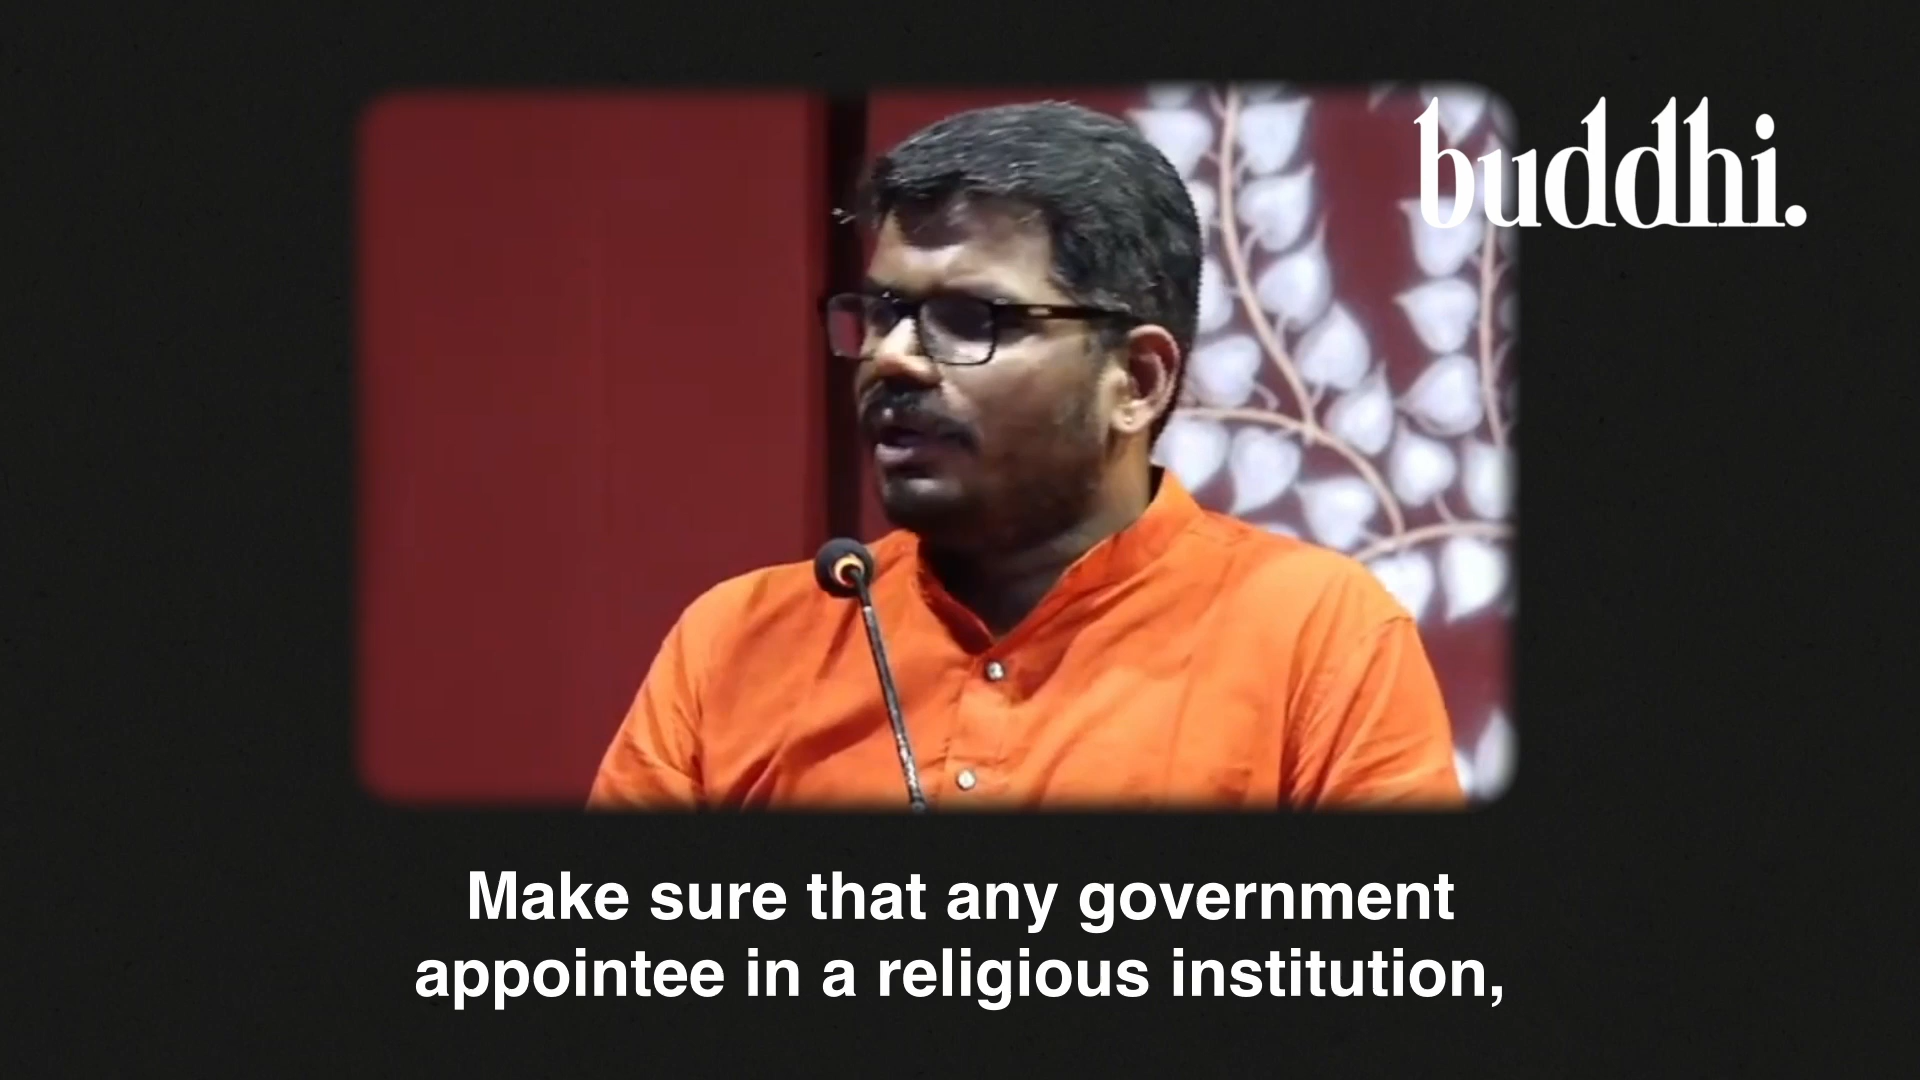 buddhi.
Make sure that any government
appointee in a religious institution,